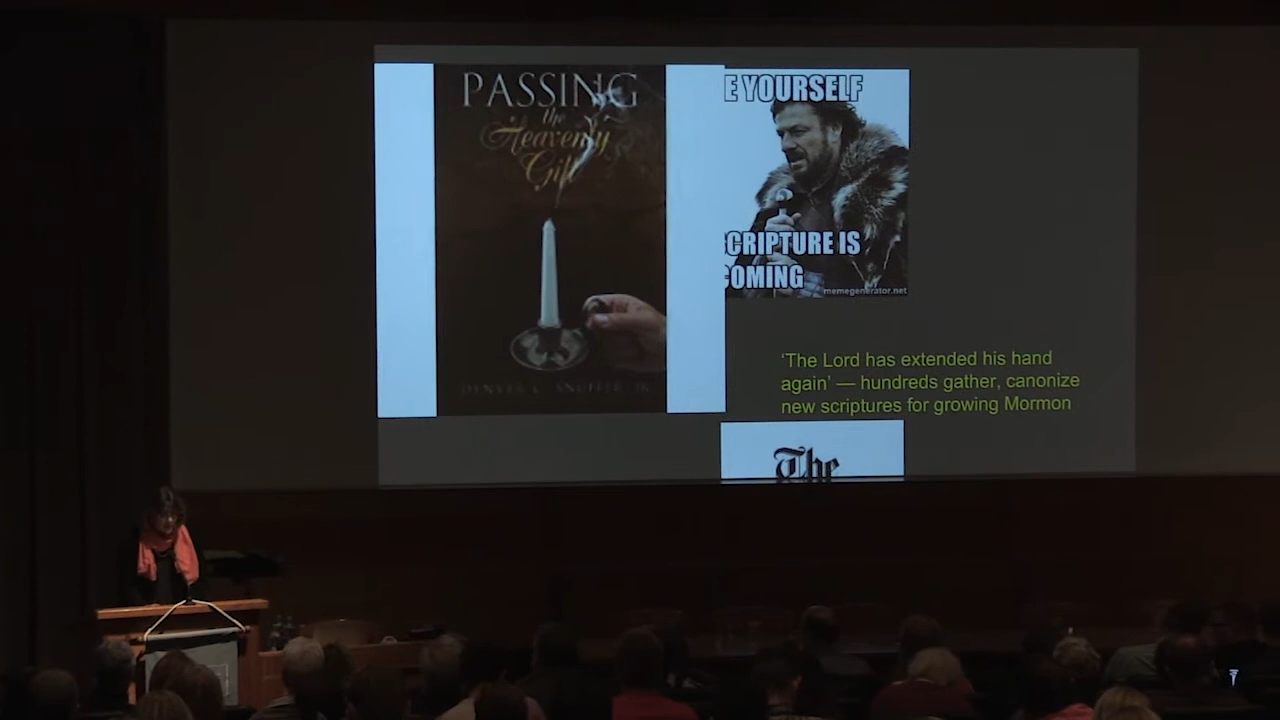 PASSING
the
Heavenly
Gift
E YOURSELF
CRIPTURE IS
COMING
memegenerator.net
‘The Lord has extended his hand
again’ — hundreds gather, canonize
new scriptures for growing Mormon
The